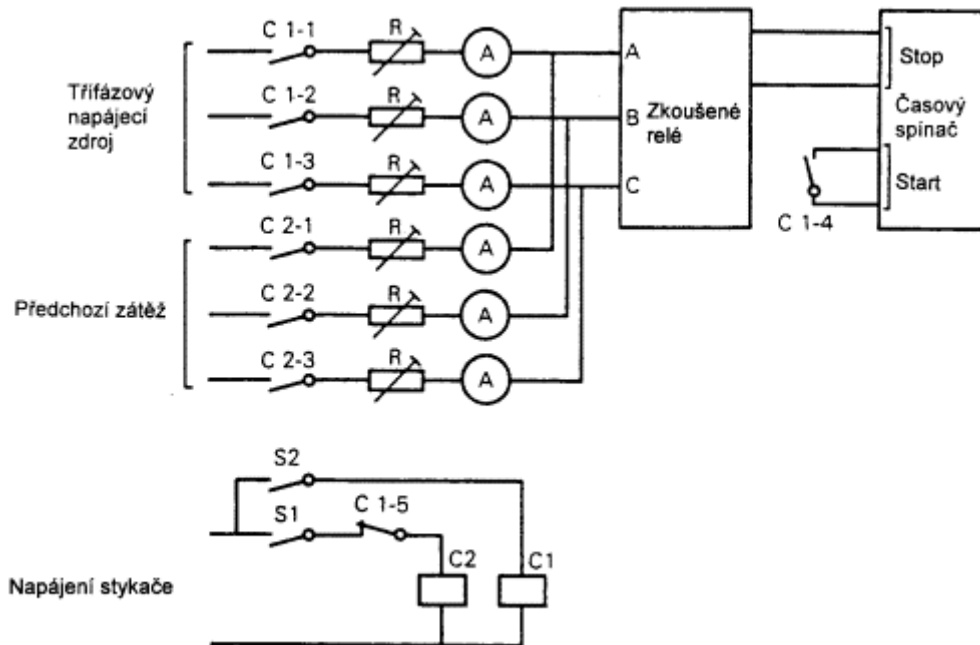 Třífázový
napájecí
zdroj
C 1-1
R
A
C 1-2
R
A
C 1-3
R
A
Předchozí zátěž
C 2-1
R
A
C 2-2
R
A
C 2-3
R
A
A
B
C
Zkoušené
relé
Stop
Časový
spínač
Start
C 1-4
Napájení stykače
S2
S1
C 1-5
C2
C1